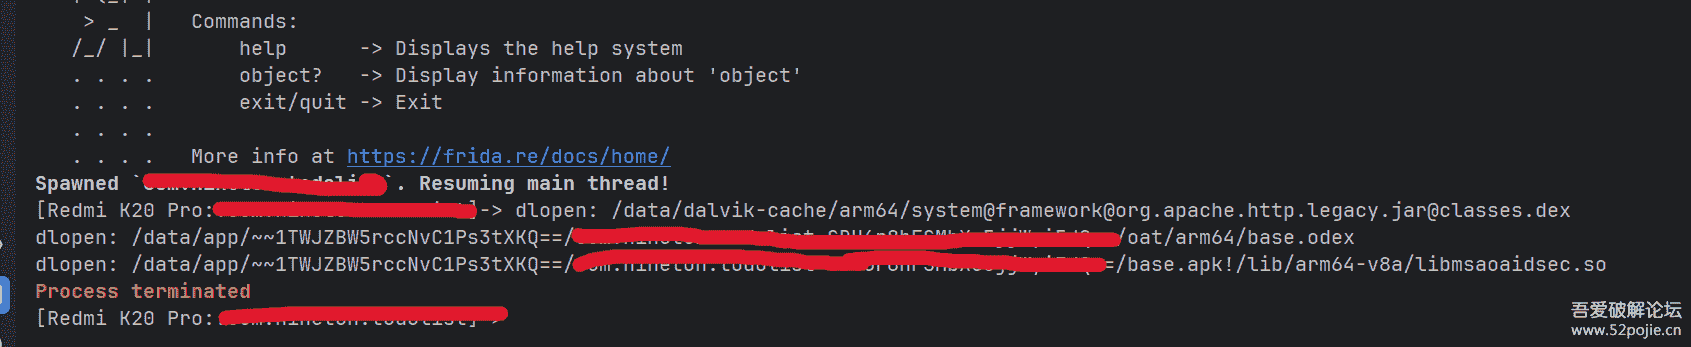 > _  |   Commands:
/_/ |_|       help      -> Displays the help system
. . . .       object?   -> Display information about 'object'
. . . .       exit/quit -> Exit
. . . .
. . . .   More info at https://frida.re/docs/home/
Spawned `. Resuming main thread!
[Redmi K20 Pro: ]-> dlopen: /data/dalvik-cache/arm64/system@framework@org.apache.http.legacy.jar@classes.dex
dlopen: /data/app/~~1TWJZBW5rccNvC1Ps3tXKQ==/ /oat/arm64/base.odex
dlopen: /data/app/~~1TWJZBW5rccNvC1Ps3tXKQ==/ =/base.apk!/lib/arm64-v8a/libmsaoaidsec.so
Process terminated
[Redmi K20 Pro:
吾爱破解论坛
www.52pojie.cn